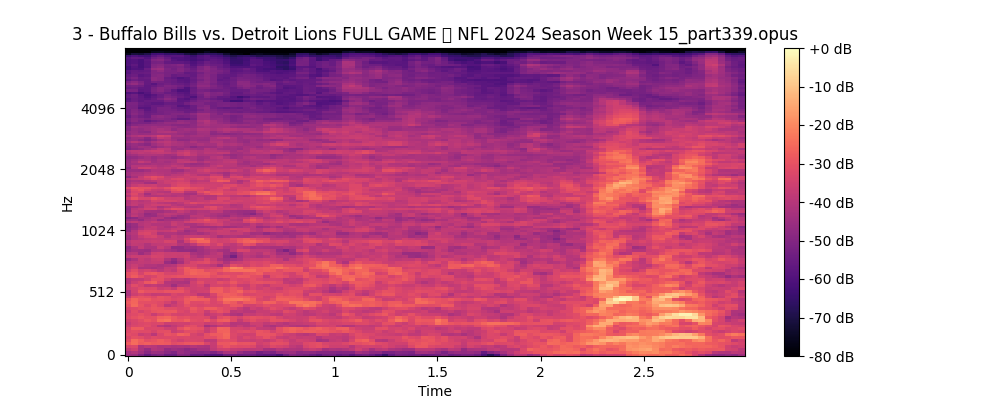 3 - Buffalo Bills vs. Detroit Lions FULL GAME ▯ NFL 2024 Season Week 15_part339.opus
+0 dB
4096
-10 dB
-20 dB
2048
-30 dB
Hz
1024
-40 dB
-50 dB
512
-60 dB
-70 dB
0
-80 dB
0 0.5 1 1.5 2 2.5
Time